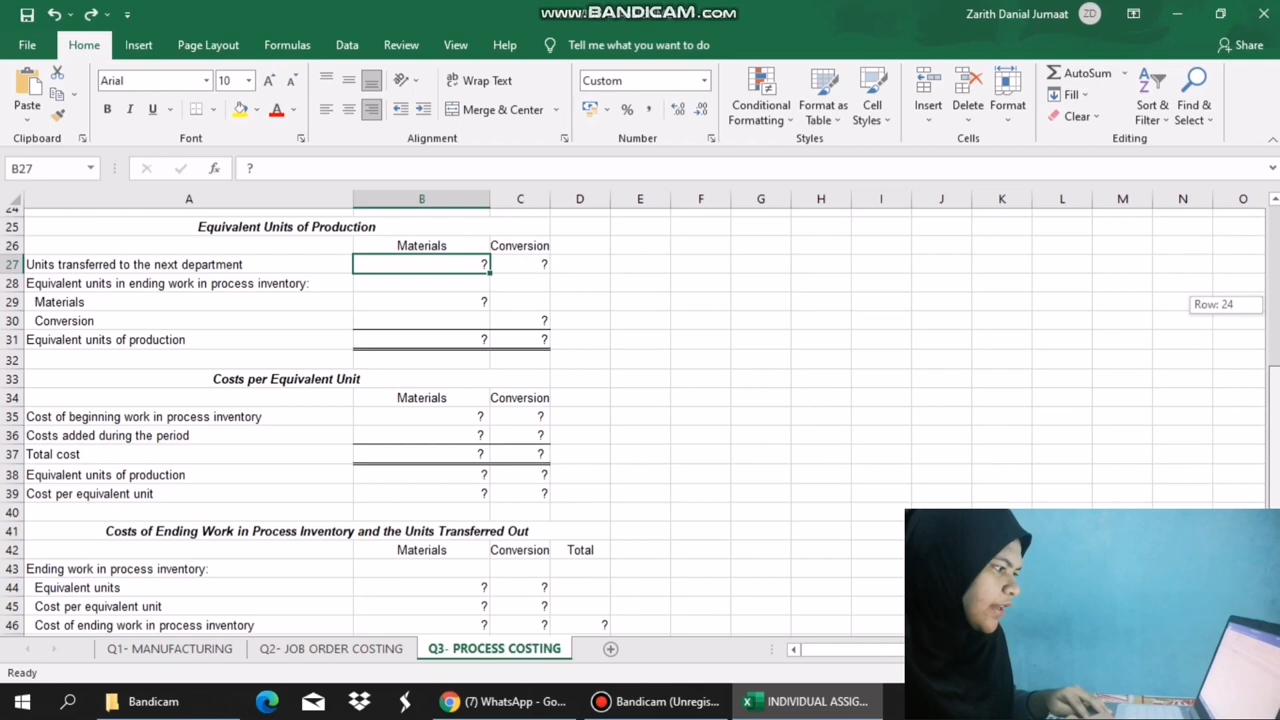 www.BANDICAM.com
Zarith Danial Jumaat ZD
File Home Insert Page Layout Formulas Data Review View Help Tell me what you want to do Share
Paste
Arial 10
B I U A
Wrap Text
Merge & Center
Custom
% ,
Conditional Formatting
Format as Table
Cell Styles
Insert Delete Format
AutoSum
Fill
Clear
Sort & Filter
Find & Select
Clipboard Font Alignment Number Styles Cells Editing
B27 fx ?
A B C D E F G H I J K L M N O
24
25 Equivalent Units of Production
26 Materials Conversion
27 Units transferred to the next department ? ?
28 Equivalent units in ending work in process inventory:
29 Materials ?
Row: 24
30 Conversion ?
31 Equivalent units of production ? ?
32
33 Costs per Equivalent Unit
34 Materials Conversion
35 Cost of beginning work in process inventory ? ?
36 Costs added during the period ? ?
37 Total cost ? ?
38 Equivalent units of production ? ?
39 Cost per equivalent unit ? ?
40
41 Costs of Ending Work in Process Inventory and the Units Transferred Out
42 Materials Conversion Total
43 Ending work in process inventory:
44 Equivalent units ? ?
45 Cost per equivalent unit ? ?
46 Cost of ending work in process inventory ? ? ?
Q1- MANUFACTURING Q2- JOB ORDER COSTING Q3- PROCESS COSTING
Ready
Bandicam (7) WhatsApp - Go... Bandicam (Unregis... INDIVIDUAL ASSIG...